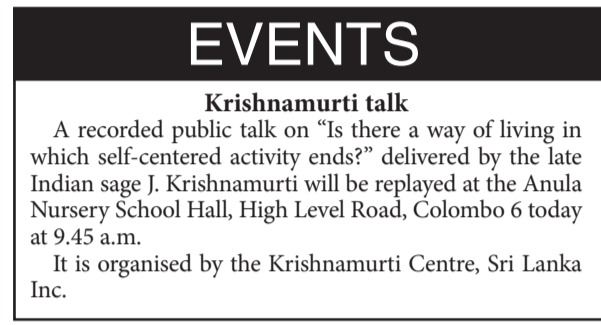 EVENTS
Krishnamurti talk
A recorded public talk on “Is there a way of living in
which self-centered activity ends?” delivered by the late
Indian sage J. Krishnamurti will be replayed at the Anula
Nursery School Hall, High Level Road, Colombo 6 today
at 9.45 a.m.
It is organised by the Krishnamurti Centre, Sri Lanka
Inc.